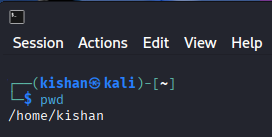 Session Actions Edit View Help
┌──(kishan㉿kali)-[~]
└─$ pwd
/home/kishan